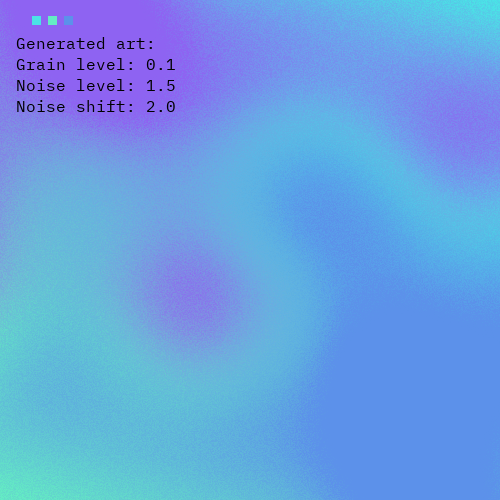 Generated art:
Grain level: 0.1
Noise level: 1.5
Noise shift: 2.0